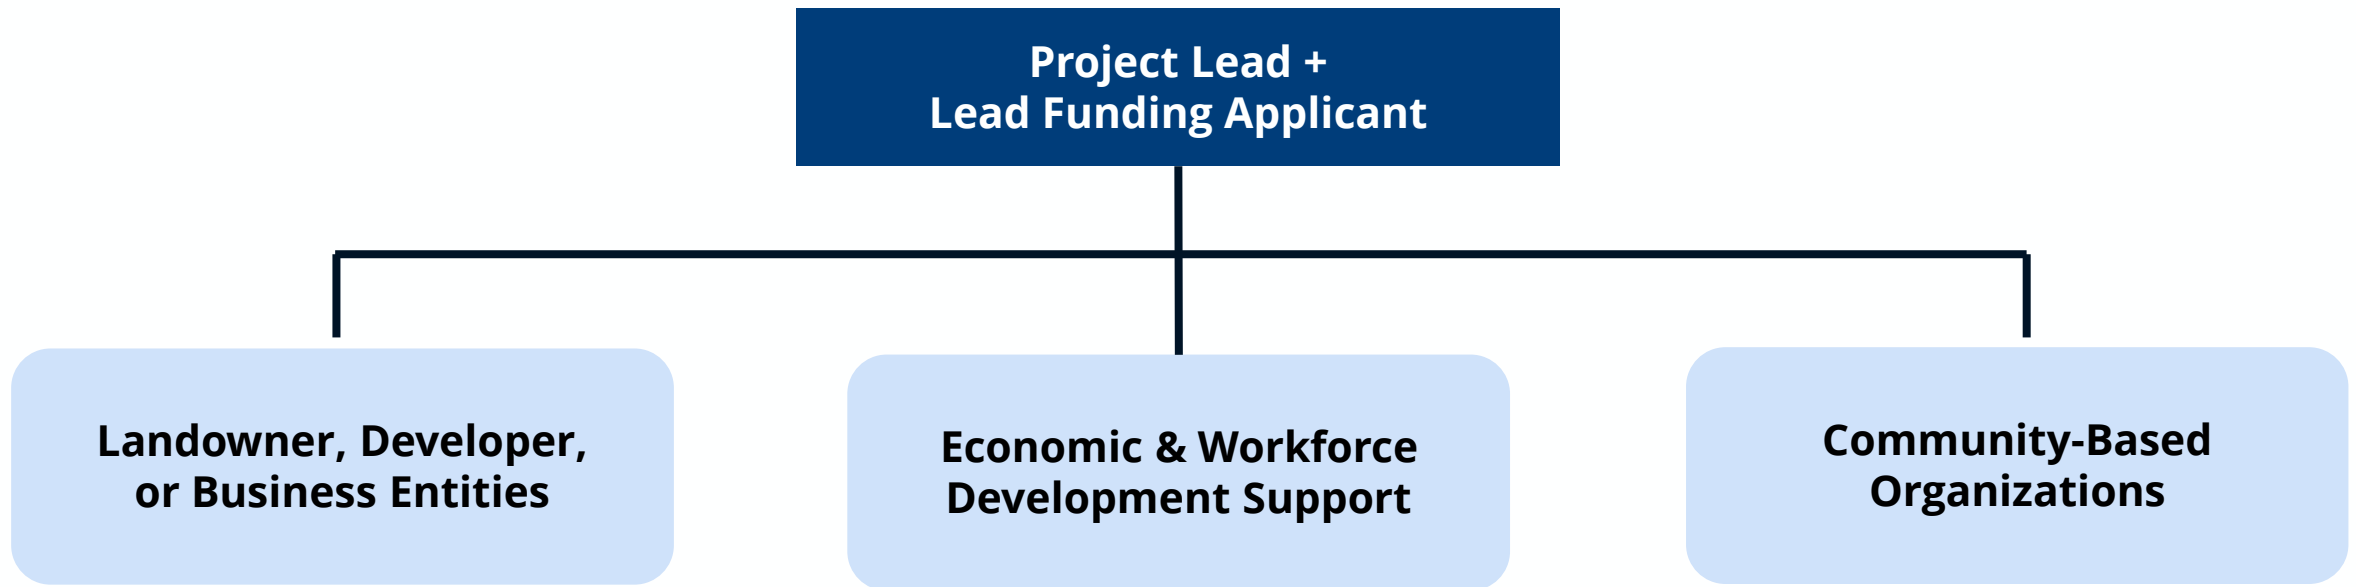 Project Lead +
Lead Funding Applicant
Landowner, Developer,
or Business Entities
Economic & Workforce
Development Support
Community-Based
Organizations